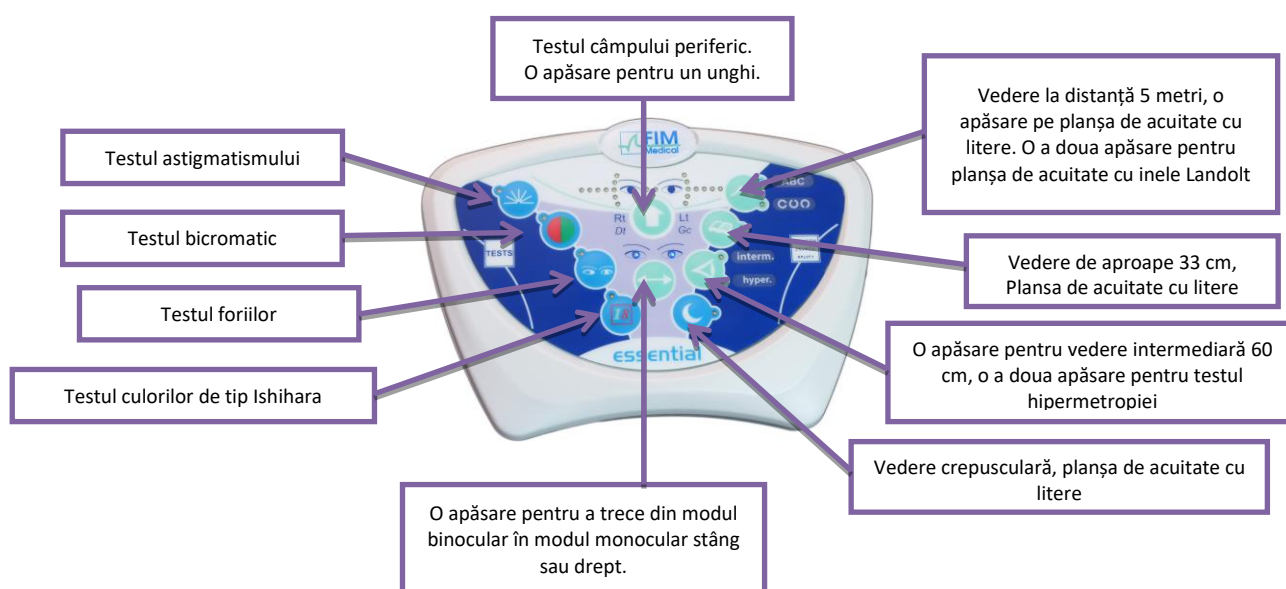 Testul câmpului periferic.
O apăsare pentru un unghi.
Vedere la distanță 5 metri, o
apăsare pe planșa de acuitate cu
litere. O a doua apăsare pentru
planșa de acuitate cu inele Landolt
Testul astigmatismului
Testul bicromatic
Vedere de aproape 33 cm,
Plansa de acuitate cu litere
Testul foriilor
O apăsare pentru vedere intermediară 60
cm, o a doua apăsare pentru testul
hipermetropiei
Testul culorilor de tip Ishihara
Vedere crepusculară, planșa de acuitate cu
litere
O apăsare pentru a trece din modul
binocular în modul monocular stâng
sau drept.
FIM
Medical
ABC
Rt Lt
Dt Gc
TESTS
interm.
hyper.
essential